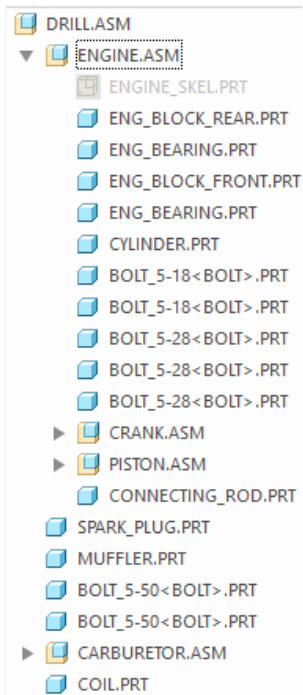 DRILL.ASM
ENGINE.ASM
ENGINE_SKEL.PRT
ENG_BLOCK_REAR.PRT
ENG_BEARING.PRT
ENG_BLOCK_FRONT.PRT
ENG_BEARING.PRT
CYLINDER.PRT
BOLT_5-18<BOLT>.PRT
BOLT_5-18<BOLT>.PRT
BOLT_5-28<BOLT>.PRT
BOLT_5-28<BOLT>.PRT
BOLT_5-28<BOLT>.PRT
CRANK.ASM
PISTON.ASM
CONNECTING_ROD.PRT
SPARK_PLUG.PRT
MUFFLER.PRT
BOLT_5-50<BOLT>.PRT
BOLT_5-50<BOLT>.PRT
CARBURETOR.ASM
COIL.PRT